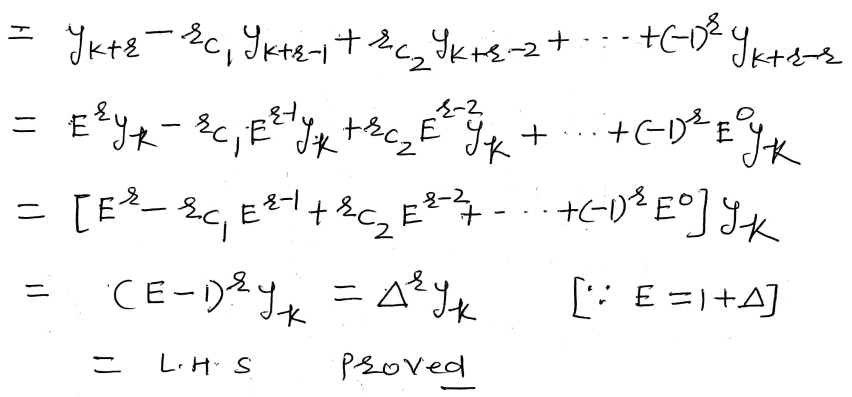 = y_{k+r} - rC_1 y_{k+r-1} + rC_2 y_{k+r-2} + ... + (-1)^r y_{k+r-r}
= E^r y_k - rC_1 E^{r-1} y_k + rC_2 E^{r-2} y_k + ... + (-1)^r E^0 y_k
= [E^r - rC_1 E^{r-1} + rC_2 E^{r-2} + - ... + (-1)^r E^0] y_k
= (E-1)^r y_k = Δ^r y_k [∵ E = 1+Δ]
= L.H.S Proved